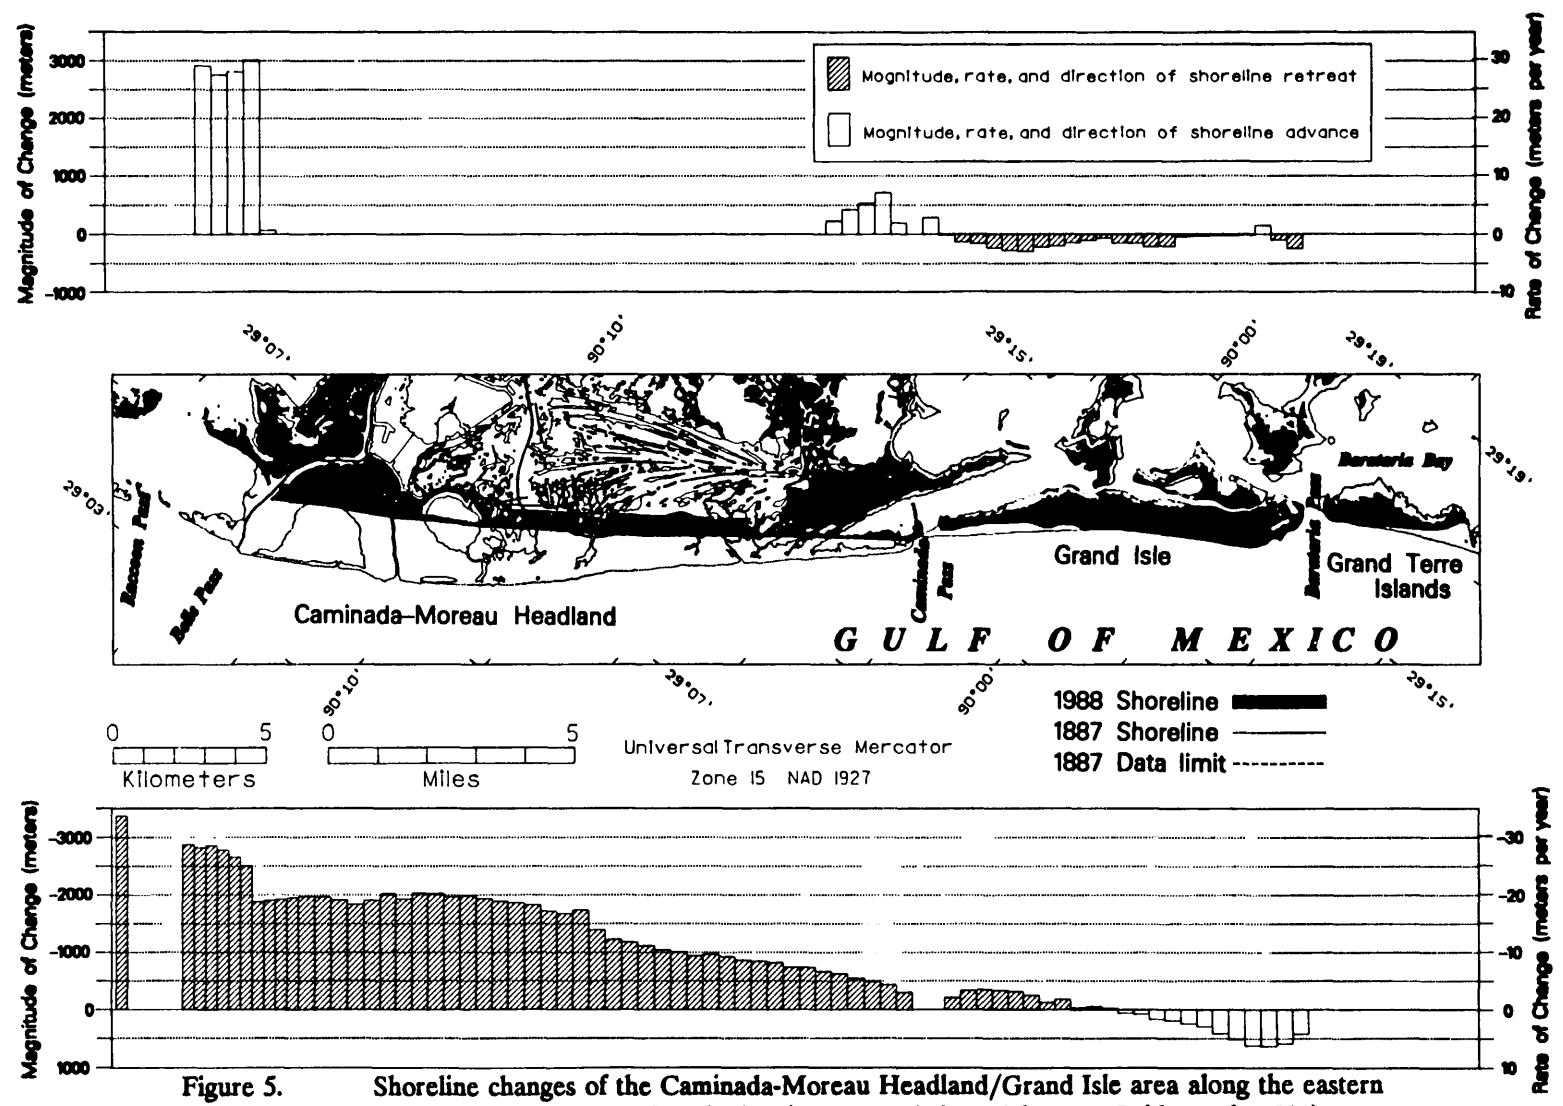 Magnitude of Change (meters)
3000
2000
1000
0
-1000
30
20
10
0
-10
Rate of Change (meters per year)
Mognitude, rate, and direction of shoreline retreat
Mognitude, rate, and direction of shoreline advance
29°07'
90°10'
29°15'
90°00'
29°19'
29°03'
29°19'
Raccoon Pass
Belle Pass
Caminada-Moreau Headland
Caminada
Pass
Grand Isle
Barataria Pass
Barataria Bay
Grand Terre
Islands
GULF OF MEXICO
90°10'
29°07'
90°00'
29°15'
0 5
Kilometers
0 5
Miles
Universal Transverse Mercator
Zone 15 NAD 1927
1988 Shoreline
1887 Shoreline
1887 Data limit
Magnitude of Change (meters)
-3000
-2000
-1000
0
1000
-30
-20
-10
0
10
Rate of Change (meters per year)
Figure 5. Shoreline changes of the Caminada-Moreau Headland/Grand Isle area along the eastern